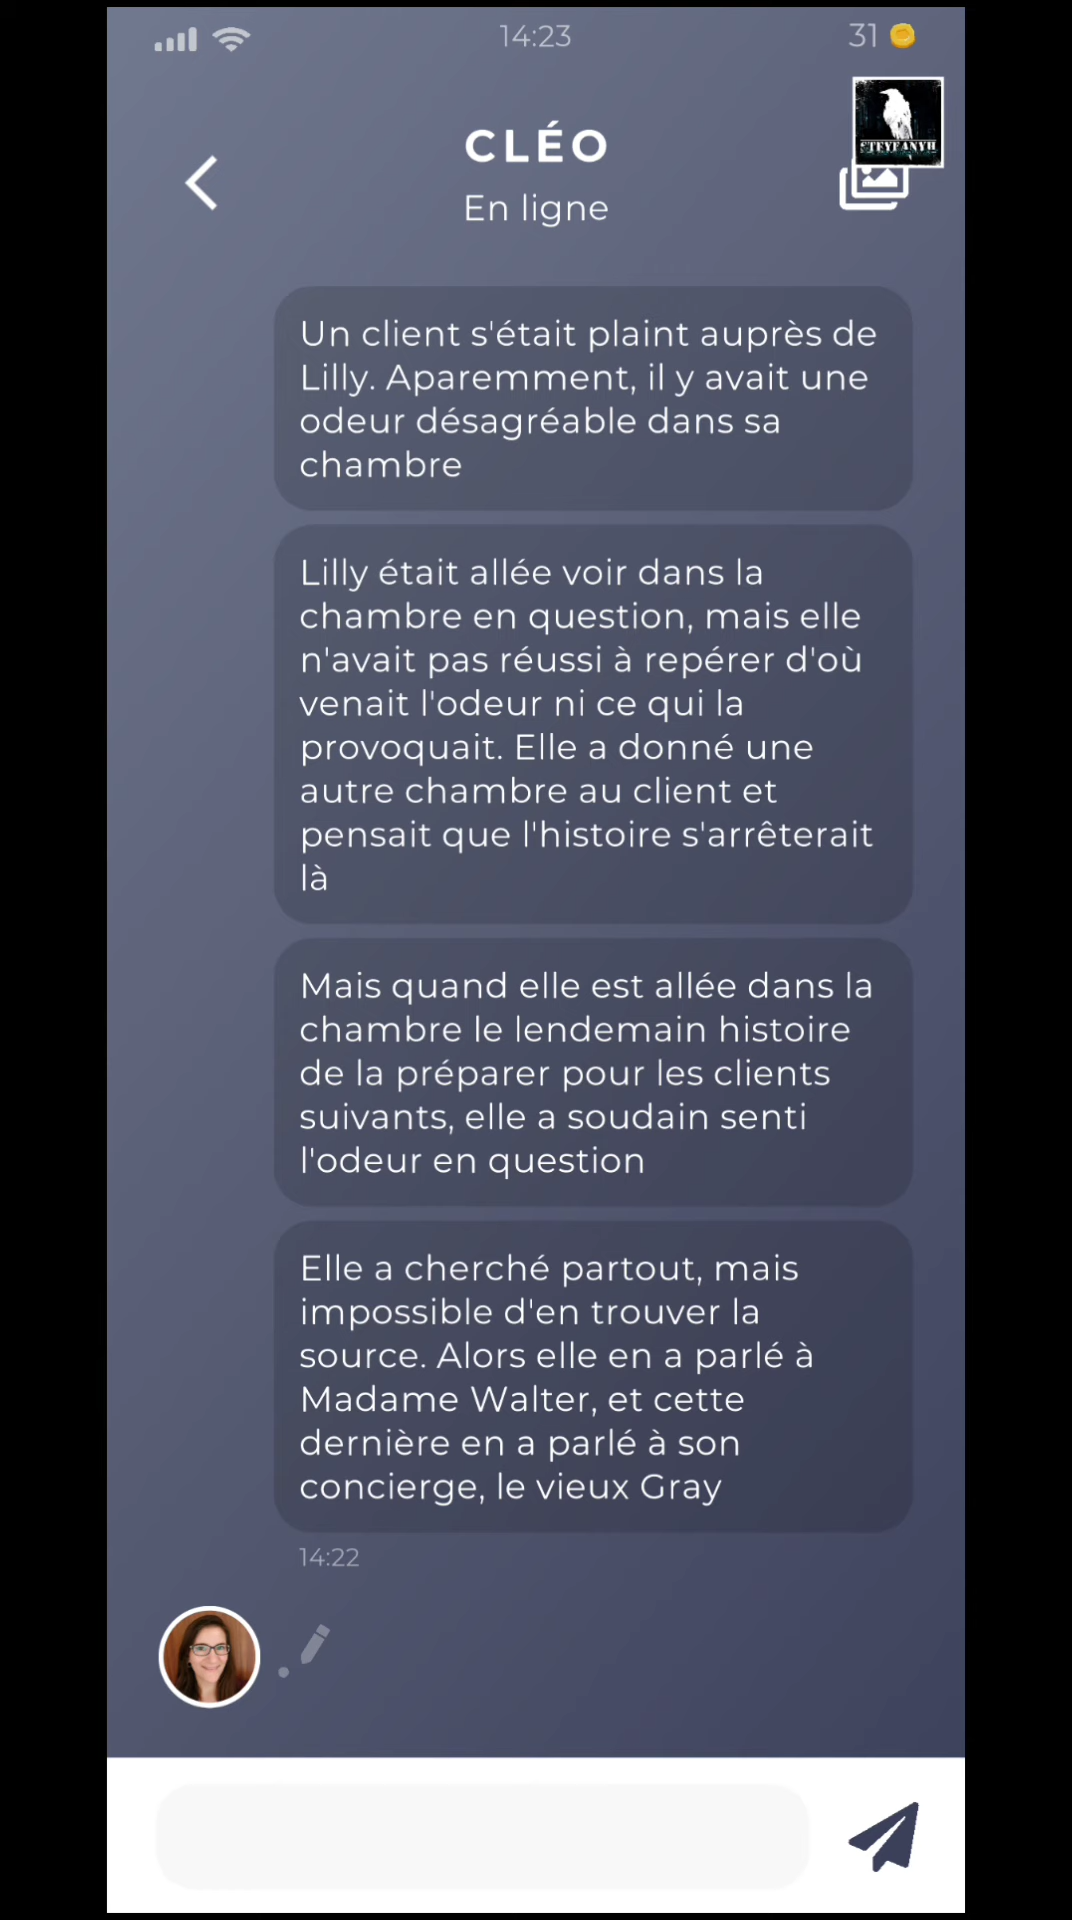 14:23
31
STEYFANYH
CLÉO
En ligne
Un client s'était plaint auprès de
Lilly. Aparemment, il y avait une
odeur désagréable dans sa
chambre
Lilly était allée voir dans la
chambre en question, mais elle
n'avait pas réussi à repérer d'où
venait l'odeur ni ce qui la
provoquait. Elle a donné une
autre chambre au client et
pensait que l'histoire s'arrêterait
là
Mais quand elle est allée dans la
chambre le lendemain histoire
de la préparer pour les clients
suivants, elle a soudain senti
l'odeur en question
Elle a cherché partout, mais
impossible d'en trouver la
source. Alors elle en a parlé à
Madame Walter, et cette
dernière en a parlé à son
concierge, le vieux Gray
14:22